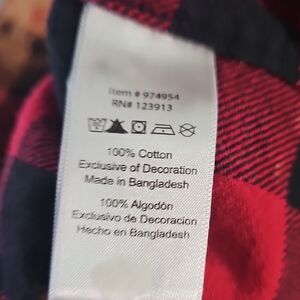 Item # 974954
RN# 123913
100% Cotton
Exclusive of Decoration
Made in Bangladesh
100% Algodón
Exclusivo de Decoracion
Hecho en Bangladesh